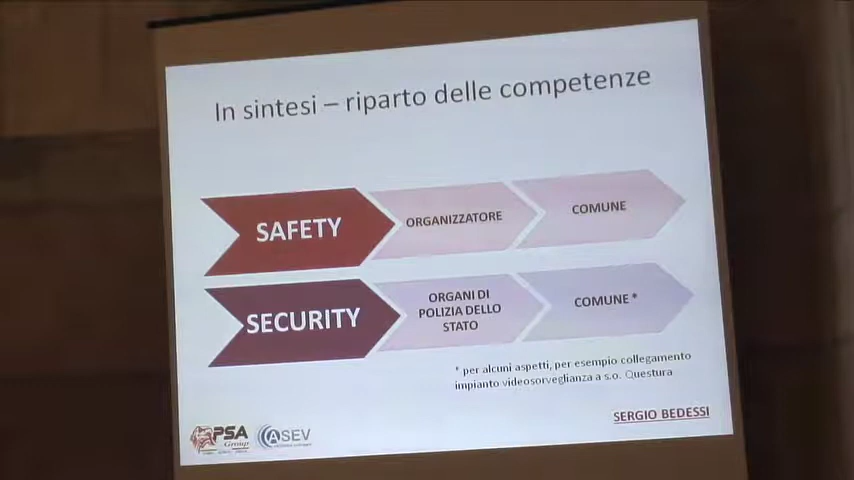 In sintesi – riparto delle competenze
SAFETY
ORGANIZZATORE
COMUNE
SECURITY
ORGANI DI
POLIZIA DELLO
STATO
COMUNE *
* per alcuni aspetti, per esempio collegamento
impianto videosorveglianza a s.o. Questura
SERGIO BEDESSI
PSA
Group
ASEV